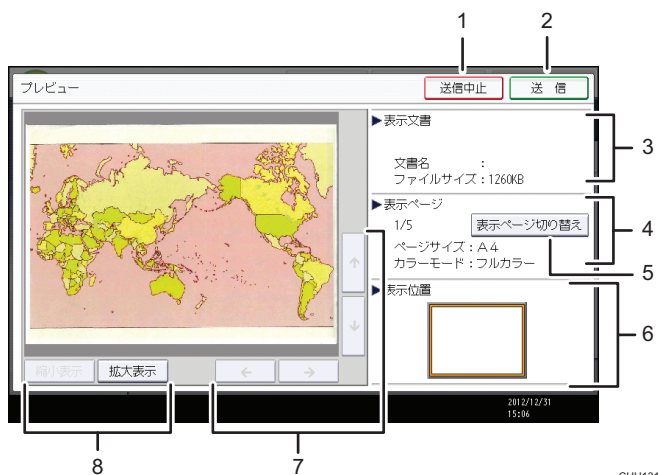 1
2
プレビュー
送信中止
送 信
▶表示文書
3
文書名 :
ファイルサイズ:1260KB
▶表示ページ
1/5
表示ページ切り替え
4
ページサイズ:A4
カラーモード:フルカラー
5
▶表示位置
↑
↓
6
縮小表示
拡大表示
←
→
2012/12/31
15:06
8
7